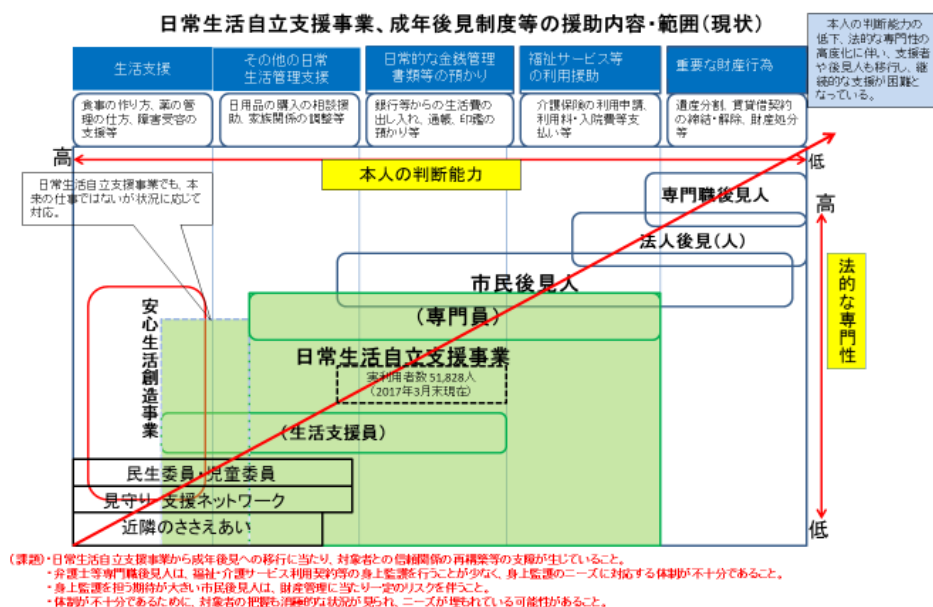 日常生活自立支援事業、成年後見制度等の援助内容・範囲(現状)
本人の判断能力の
低下、法的な専門性の
高度化に伴い、支援者
や後見人も移行し、継
続的な支援が困難と
なっている。
生活支援
その他の日常
生活管理支援
日常的な金銭管理
書類等の預かり
福祉サービス等
の利用援助
重要な財産行為
食事の作り方、薬の管
理の仕方、障害受容の
支援等
日用品の購入の相談援
助、家族関係の調整等
銀行等からの生活費の
出し入れ、通帳、印鑑の
預かり等
介護保険の利用申請、
利用料・入院費等支
払い等
遺産分割、賃貸借契約
の締結・解除、財産処分
等
高
低
本人の判断能力
日常生活自立支援事業でも、本
来の仕事ではないが状況に応じて
対応。
専門職後見人
高
法人後見(人)
市民後見人
法的な専門性
安心生活創造事業
(専門員)
日常生活自立支援事業
実利用者数 51,828人
(2017年3月末現在)
(生活支援員)
民生委員・児童委員
見守り・支援ネットワーク
近隣のささえあい
低
(課題)・日常生活自立支援事業から成年後見への移行に当たり、対象者との信頼関係の再構築等の支障が生じていること。
・弁護士等専門職後見人は、福祉・介護サービス利用契約等の身上監護を行うことが少なく、身上監護のニーズに対応する体制が不十分であること。
・身上監護を担う期待が大きい市民後見人は、財産管理に当たり一定のリスクを伴うこと。
・体制が不十分であるために、対象者の把握も消極的な状況が見られ、ニーズが埋もれている可能性があること。